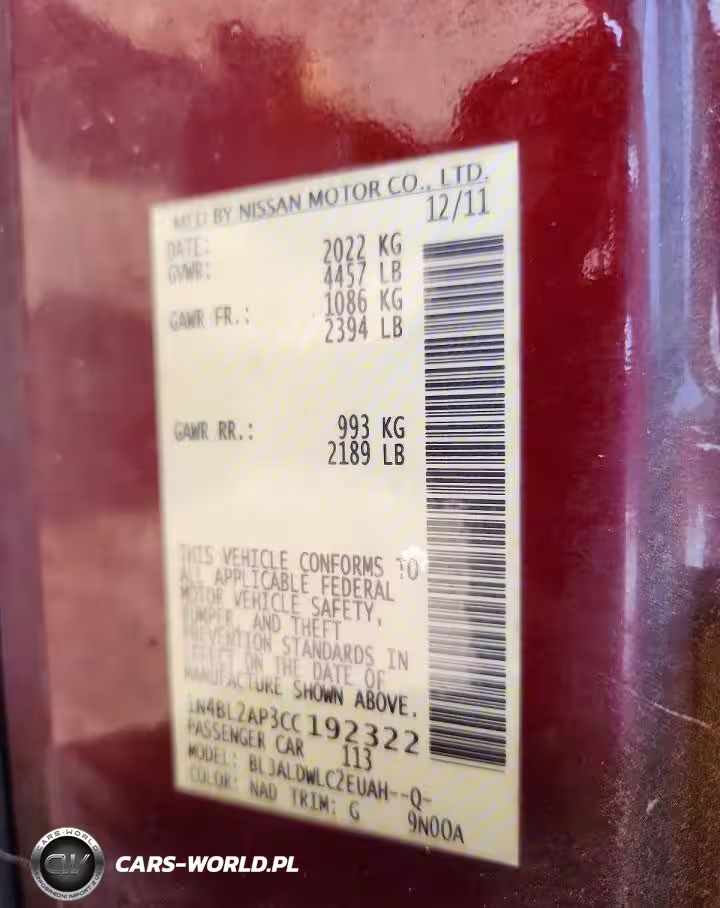 MFD BY NISSAN MOTOR CO., LTD.
DATE: 12/11
GVWR: 2022 KG
4457 LB
GAWR FR.: 1086 KG
2394 LB
GAWR RR.: 993 KG
2189 LB
THIS VEHICLE CONFORMS TO
ALL APPLICABLE FEDERAL
MOTOR VEHICLE SAFETY,
BUMPER, AND THEFT
PREVENTION STANDARDS IN
EFFECT ON THE DATE OF
MANUFACTURE SHOWN ABOVE.
1N4BL2AP3CC192322
PASSENGER CAR 113
MODEL: BL3ALDWLC2EUAH--Q-
COLOR: NAD TRIM: G 9N00A
CARS-WORLD
CW
CARS-WORLD.PL